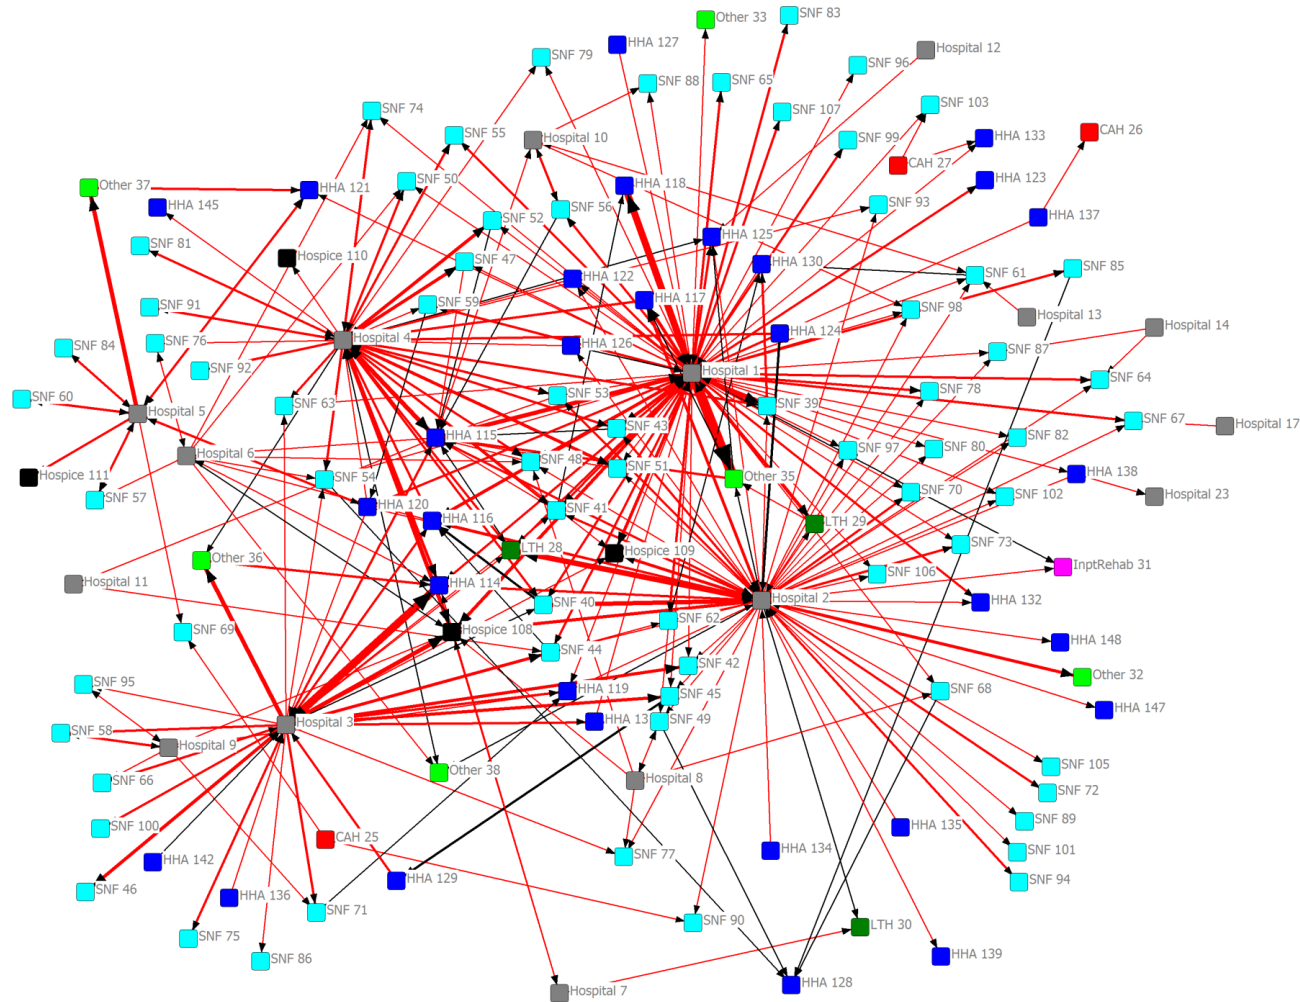 Other 33
SNF 83
HHA 127
Hospital 12
SNF 79
SNF 96
SNF 88
SNF 65
SNF 74
SNF 107
SNF 103
SNF 55
Hospital 10
SNF 99
HHA 133
CAH 26
CAH 27
Other 37
HHA 121
SNF 50
HHA 118
HHA 123
HHA 145
SNF 56
SNF 93
HHA 137
SNF 52
HHA 125
SNF 81
Hospice 110
SNF 47
HHA 122
HHA 130
SNF 61
SNF 85
SNF 91
SNF 59
HHA 117
SNF 98
Hospital 13
Hospital 14
SNF 84
SNF 76
Hospital 4
HHA 126
HHA 124
SNF 87
SNF 92
Hospital 1
SNF 64
SNF 60
Hospital 5
SNF 63
SNF 53
SNF 39
SNF 78
SNF 67
Hospital 17
HHA 115
SNF 43
SNF 82
Hospital 6
SNF 48
SNF 51
SNF 97
SNF 80
Hospice 111
SNF 57
SNF 54
Other 35
HHA 138
SNF 70
SNF 102
Hospital 23
HHA 120
HHA 116
SNF 41
LTH 29
LTH 28
Hospice 109
SNF 73
Other 36
InptRehab 31
Hospital 11
HHA 114
SNF 106
SNF 40
Hospital 2
HHA 132
SNF 69
Hospice 108
SNF 62
SNF 44
HHA 148
SNF 42
Other 32
SNF 95
HHA 119
SNF 45
SNF 68
HHA 147
Hospital 3
HHA 13
SNF 49
SNF 58
Hospital 9
Other 38
Hospital 8
SNF 105
SNF 66
SNF 72
SNF 100
CAH 25
HHA 135
SNF 89
HHA 142
SNF 77
HHA 134
SNF 101
SNF 46
HHA 129
SNF 94
HHA 136
SNF 71
SNF 90
LTH 30
SNF 75
SNF 86
HHA 139
Hospital 7
HHA 128